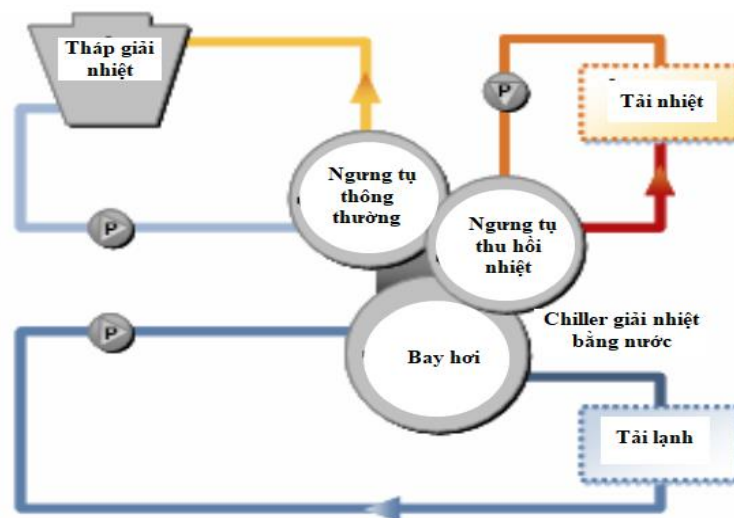 Tháp giải
nhiệt
P
Tải nhiệt
Ngưng tụ
thông
thường
Ngưng tụ
thu hồi
nhiệt
P
P
Chiller giải nhiệt
bằng nước
Bay hơi
Tải lạnh